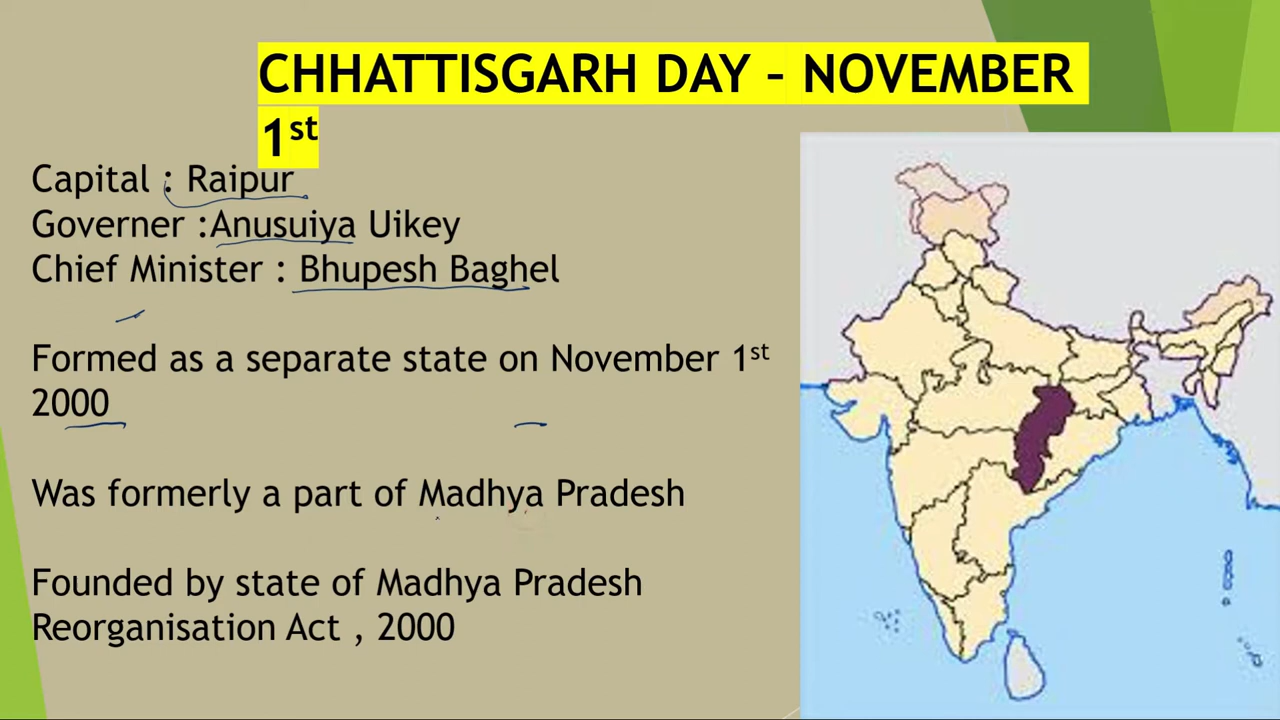 CHHATTISGARH DAY – NOVEMBER
1st
Capital : Raipur
Governer :Anusuiya Uikey
Chief Minister : Bhupesh Baghel
Formed as a separate state on November 1st
2000
Was formerly a part of Madhya Pradesh
Founded by state of Madhya Pradesh
Reorganisation Act , 2000